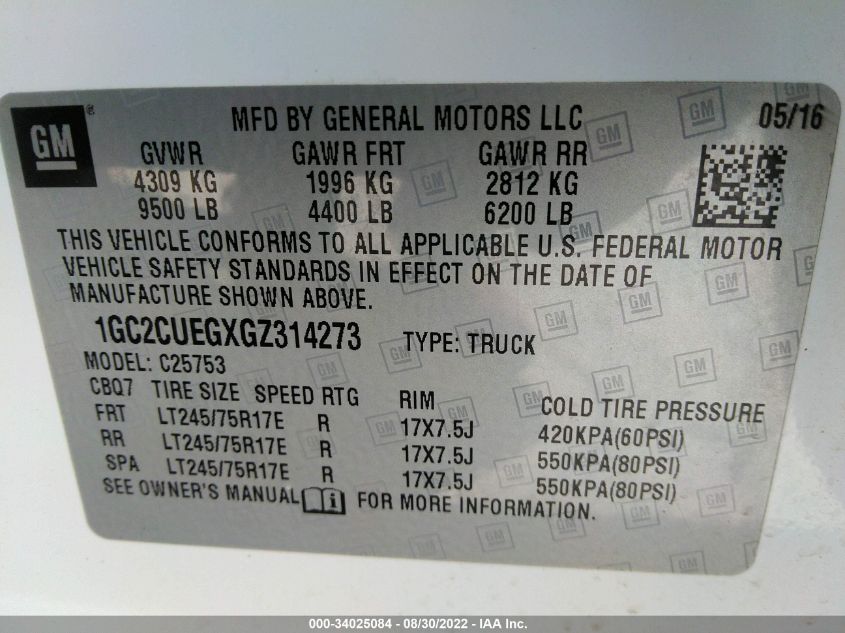 GM ® MFD BY GENERAL MOTORS LLC 05/16
GVWR GAWR FRT GAWR RR
4309 KG 1996 KG 2812 KG
9500 LB 4400 LB 6200 LB
THIS VEHICLE CONFORMS TO ALL APPLICABLE U.S. FEDERAL MOTOR
VEHICLE SAFETY STANDARDS IN EFFECT ON THE DATE OF
MANUFACTURE SHOWN ABOVE.
1GC2CUEGXGZ314273 TYPE: TRUCK
MODEL: C25753
CBQ7 TIRE SIZE SPEED RTG RIM COLD TIRE PRESSURE
FRT LT245/75R17E R 17X7.5J 420KPA(60PSI)
RR LT245/75R17E R 17X7.5J 550KPA(80PSI)
SPA LT245/75R17E R 17X7.5J 550KPA(80PSI)
SEE OWNER'S MANUAL FOR MORE INFORMATION.
000-34025084 - 08/30/2022 - IAA Inc.